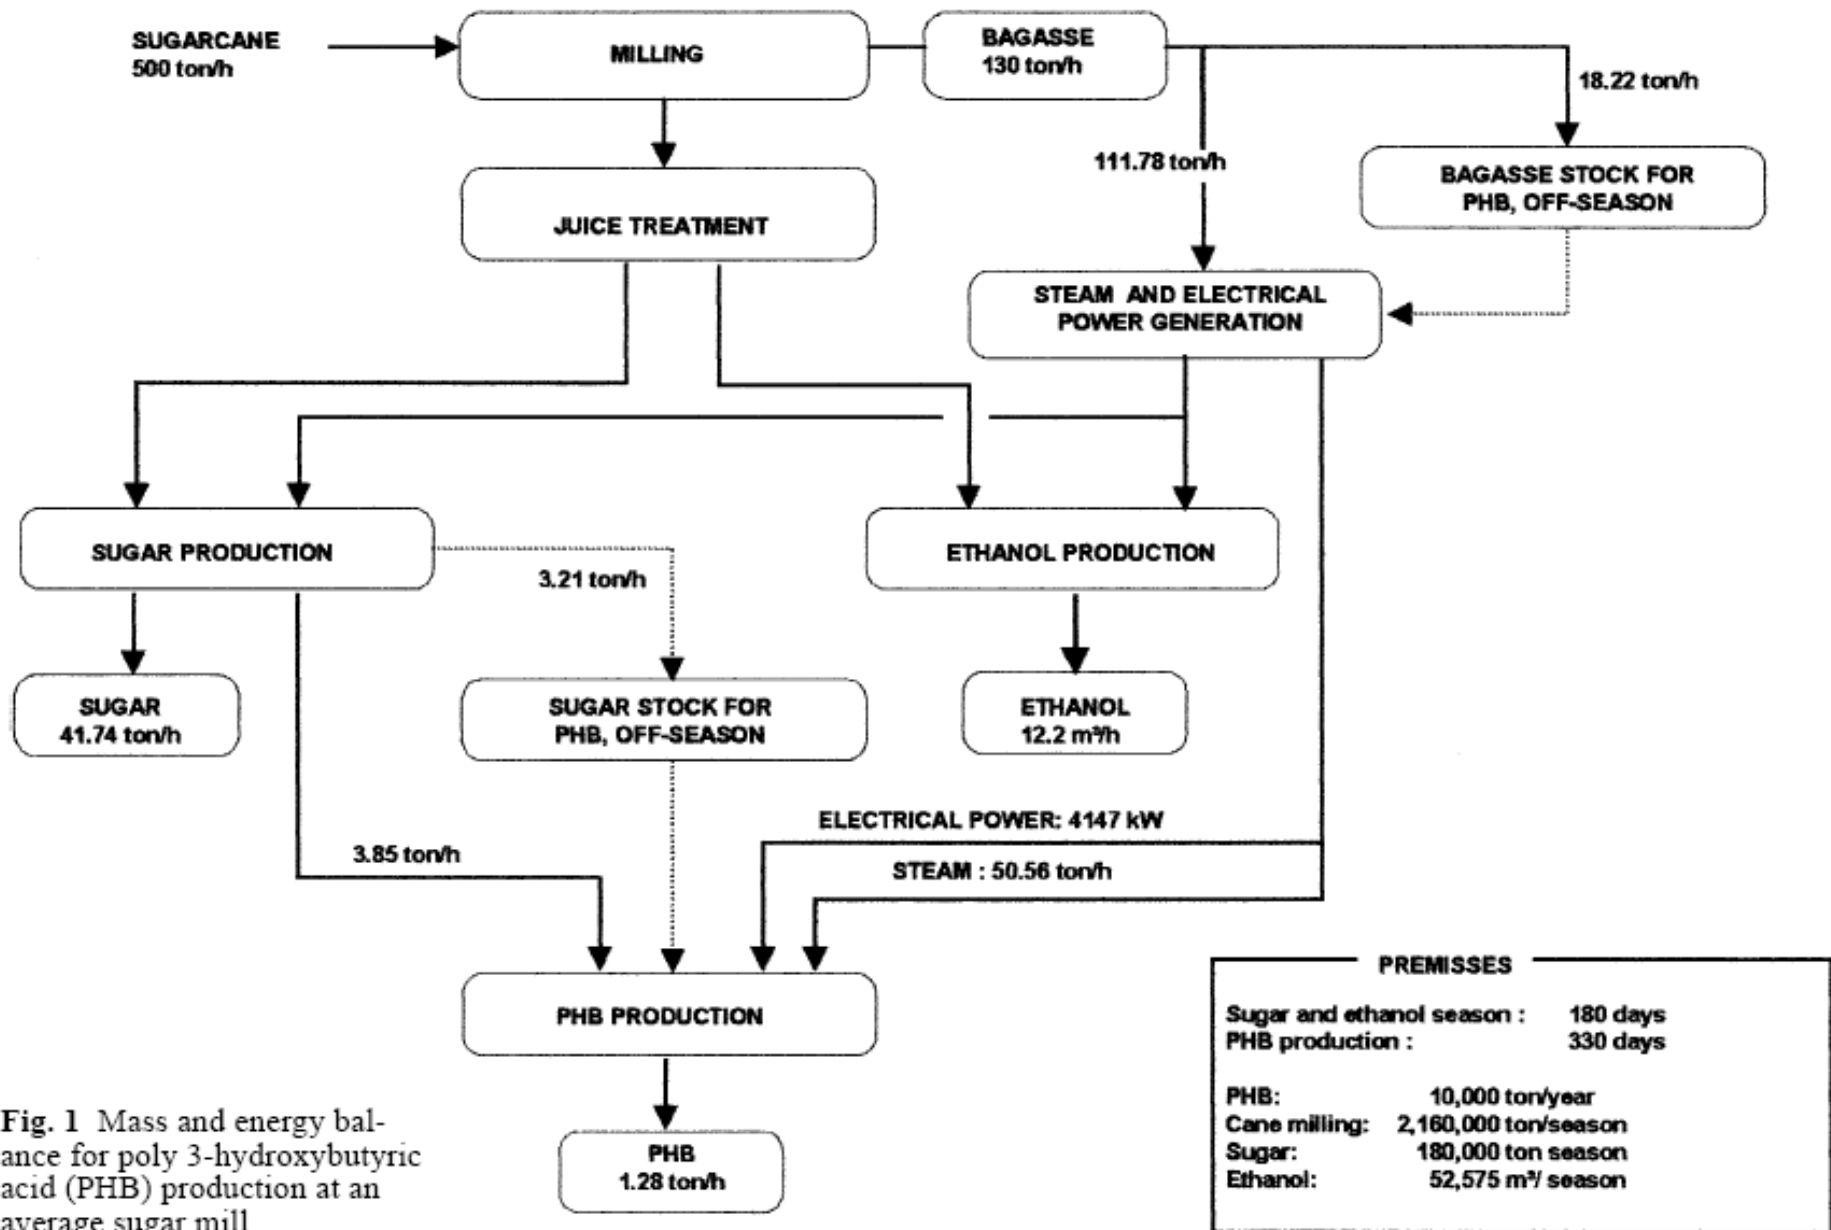 SUGARCANE
500 ton/h
MILLING
BAGASSE
130 ton/h
18.22 ton/h
111.78 ton/h
BAGASSE STOCK FOR
PHB, OFF-SEASON
JUICE TREATMENT
STEAM AND ELECTRICAL
POWER GENERATION
SUGAR PRODUCTION
3.21 ton/h
ETHANOL PRODUCTION
SUGAR
41.74 ton/h
SUGAR STOCK FOR
PHB, OFF-SEASON
ETHANOL
12.2 m³/h
ELECTRICAL POWER: 4147 kW
3.85 ton/h
STEAM : 50.56 ton/h
PHB PRODUCTION
PHB
1.28 ton/h
PREMISSES
Sugar and ethanol season : 180 days
PHB production : 330 days
PHB: 10,000 ton/year
Cane milling: 2,160,000 ton/season
Sugar: 180,000 ton season
Ethanol: 52,575 m³/ season
Fig. 1 Mass and energy bal-
ance for poly 3-hydroxybutyric
acid (PHB) production at an
average sugar mill